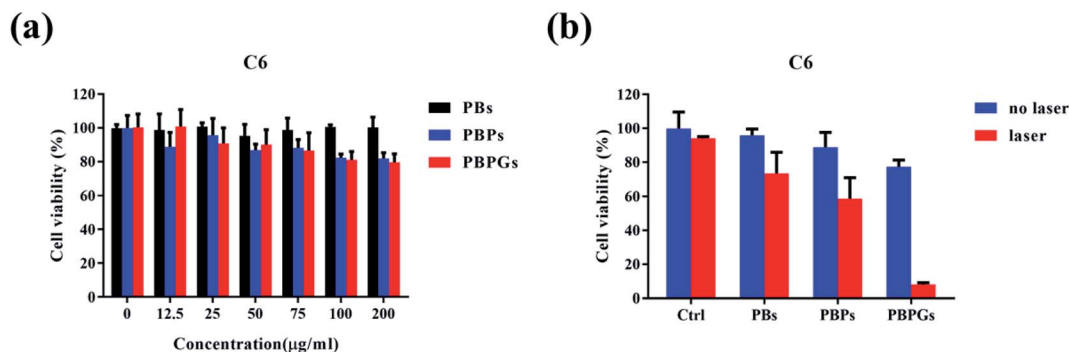 (a)
C6
Cell viability (%)
120
100
80
60
40
20
0
0 12.5 25 50 75 100 200
Concentration(μg/ml)
PBs
PBPs
PBPGs
(b)
C6
Cell viability (%)
120
100
80
60
40
20
0
Ctrl PBs PBPs PBPGs
no laser
laser